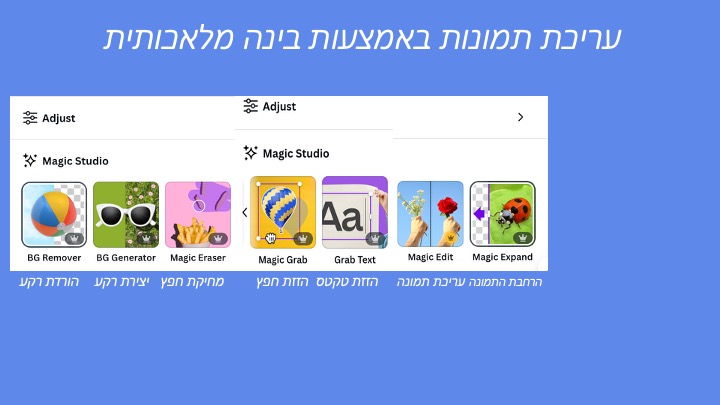 עריכת תמונות באמצעות בינה מלאכותית
Adjust
Adjust
Magic Studio
Magic Studio
Aa
BG Remover
BG Generator
Magic Eraser
Magic Grab
Grab Text
Magic Edit
Magic Expand
הורדת רקע
יצירת רקע
מחיקת חפץ
הזזת חפץ
הזזת טקטס
עריכת תמונה
הרחבת התמונה